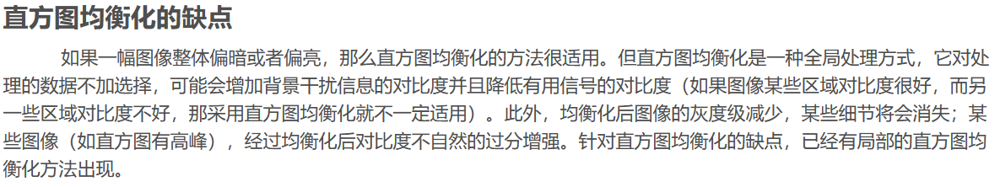 直方图均衡化的缺点
如果一幅图像整体偏暗或者偏亮，那么直方图均衡化的方法很适用。但直方图均衡化是一种全局处理方式，它对处
理的数据不加选择，可能会增加背景干扰信息的对比度并且降低有用信号的对比度（如果图像某些区域对比度很好，而另
一些区域对比度不好，那采用直方图均衡化就不一定适用）。此外，均衡化后图像的灰度级减少，某些细节将会消失；某
些图像（如直方图有高峰），经过均衡化后对比度不自然的过分增强。针对直方图均衡化的缺点，已经有局部的直方图均
衡化方法出现。